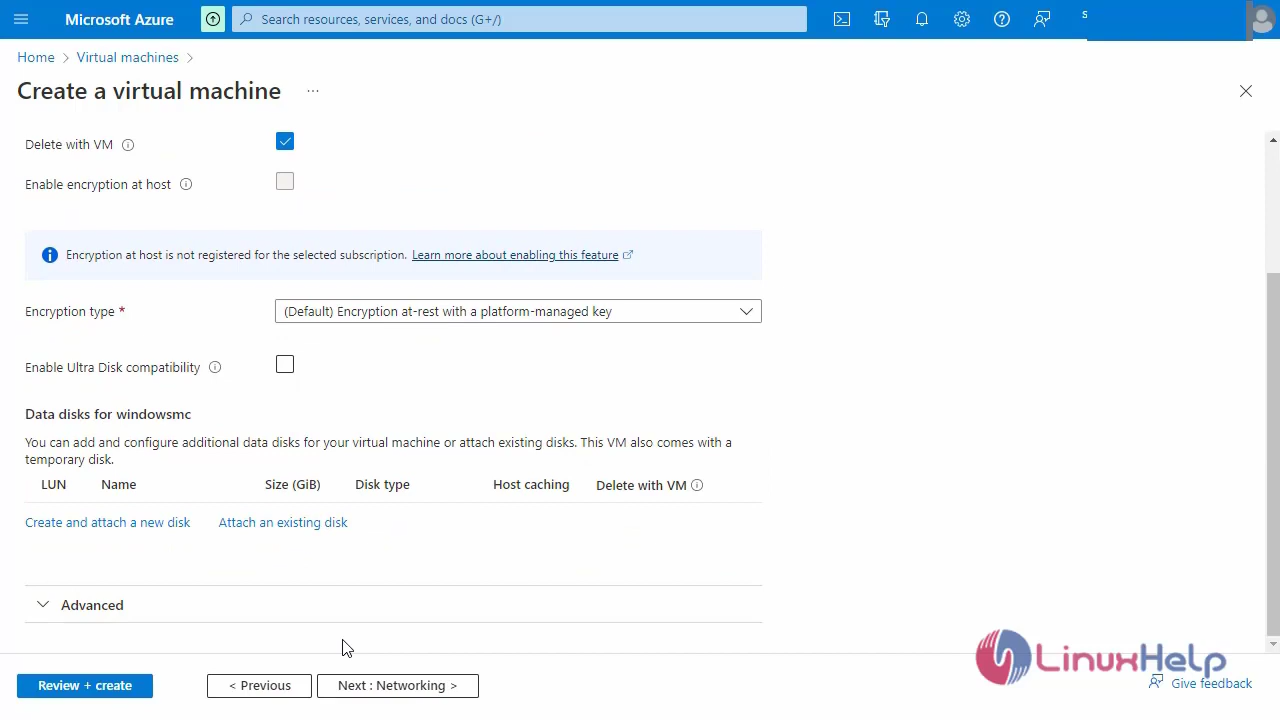 Microsoft Azure
Search resources, services, and docs (G+/)
S
Home > Virtual machines >
Create a virtual machine ...
Delete with VM
Enable encryption at host
Encryption at host is not registered for the selected subscription. Learn more about enabling this feature
Encryption type * (Default) Encryption at-rest with a platform-managed key
Enable Ultra Disk compatibility
Data disks for windowsmc
You can add and configure additional data disks for your virtual machine or attach existing disks. This VM also comes with a
temporary disk.
LUN Name Size (GiB) Disk type Host caching Delete with VM
Create and attach a new disk Attach an existing disk
Advanced
LinuxHelp
Review + create < Previous Next : Networking > Give feedback